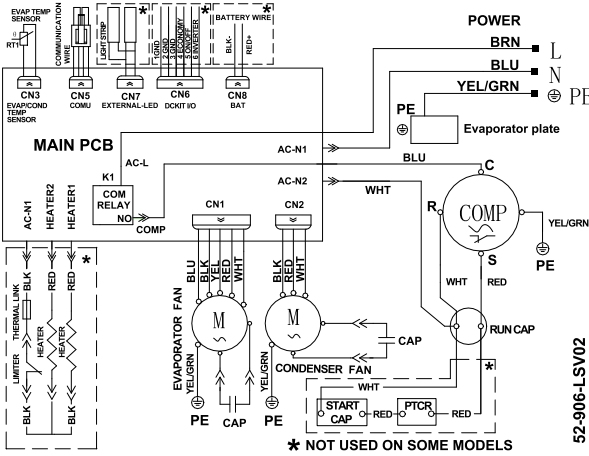 EVAP TEMP
SENSOR
RT1
COMMUNICATION
WIRE
LIGHT STRIP
*
1GND
2 GND
3.GND
4.ECONOMY
5.ON/OFF
6 INVERTER
*
BATTERY WIRE
*
BLK-
RED+
POWER
BRN
L
BLU
N
YEL/GRN
PE
PE
Evaporator plate
CN3
EVAP/COND
TEMP
SENSOR
CN5
COMU
CN7
EXTERNAL-LED
CN6
DCKIT I/O
CN8
BAT
MAIN PCB
AC-N1
AC-L
BLU
K1
COM
RELAY
NO
COMP
AC-N2
WHT
AC-N1
HEATER2
HEATER1
CN1
CN2
C
R
COMP
S
YEL/GRN
PE
BLU
BLK
YEL
RED
WHT
BLK
RED
WHT
WHT
RED
BLK
RED
RED
*
THERMAL LINK
HEATER
HEATER
LIMITER
BLK
RED
BLK
EVAPORATOR FAN
M
YEL/GRN
PE
CAP
M
YEL/GRN
PE
CAP
CONDENSER FAN
RUN CAP
*
WHT
START
CAP
RED
PTCR
RED
* NOT USED ON SOME MODELS
52-906-LSV02